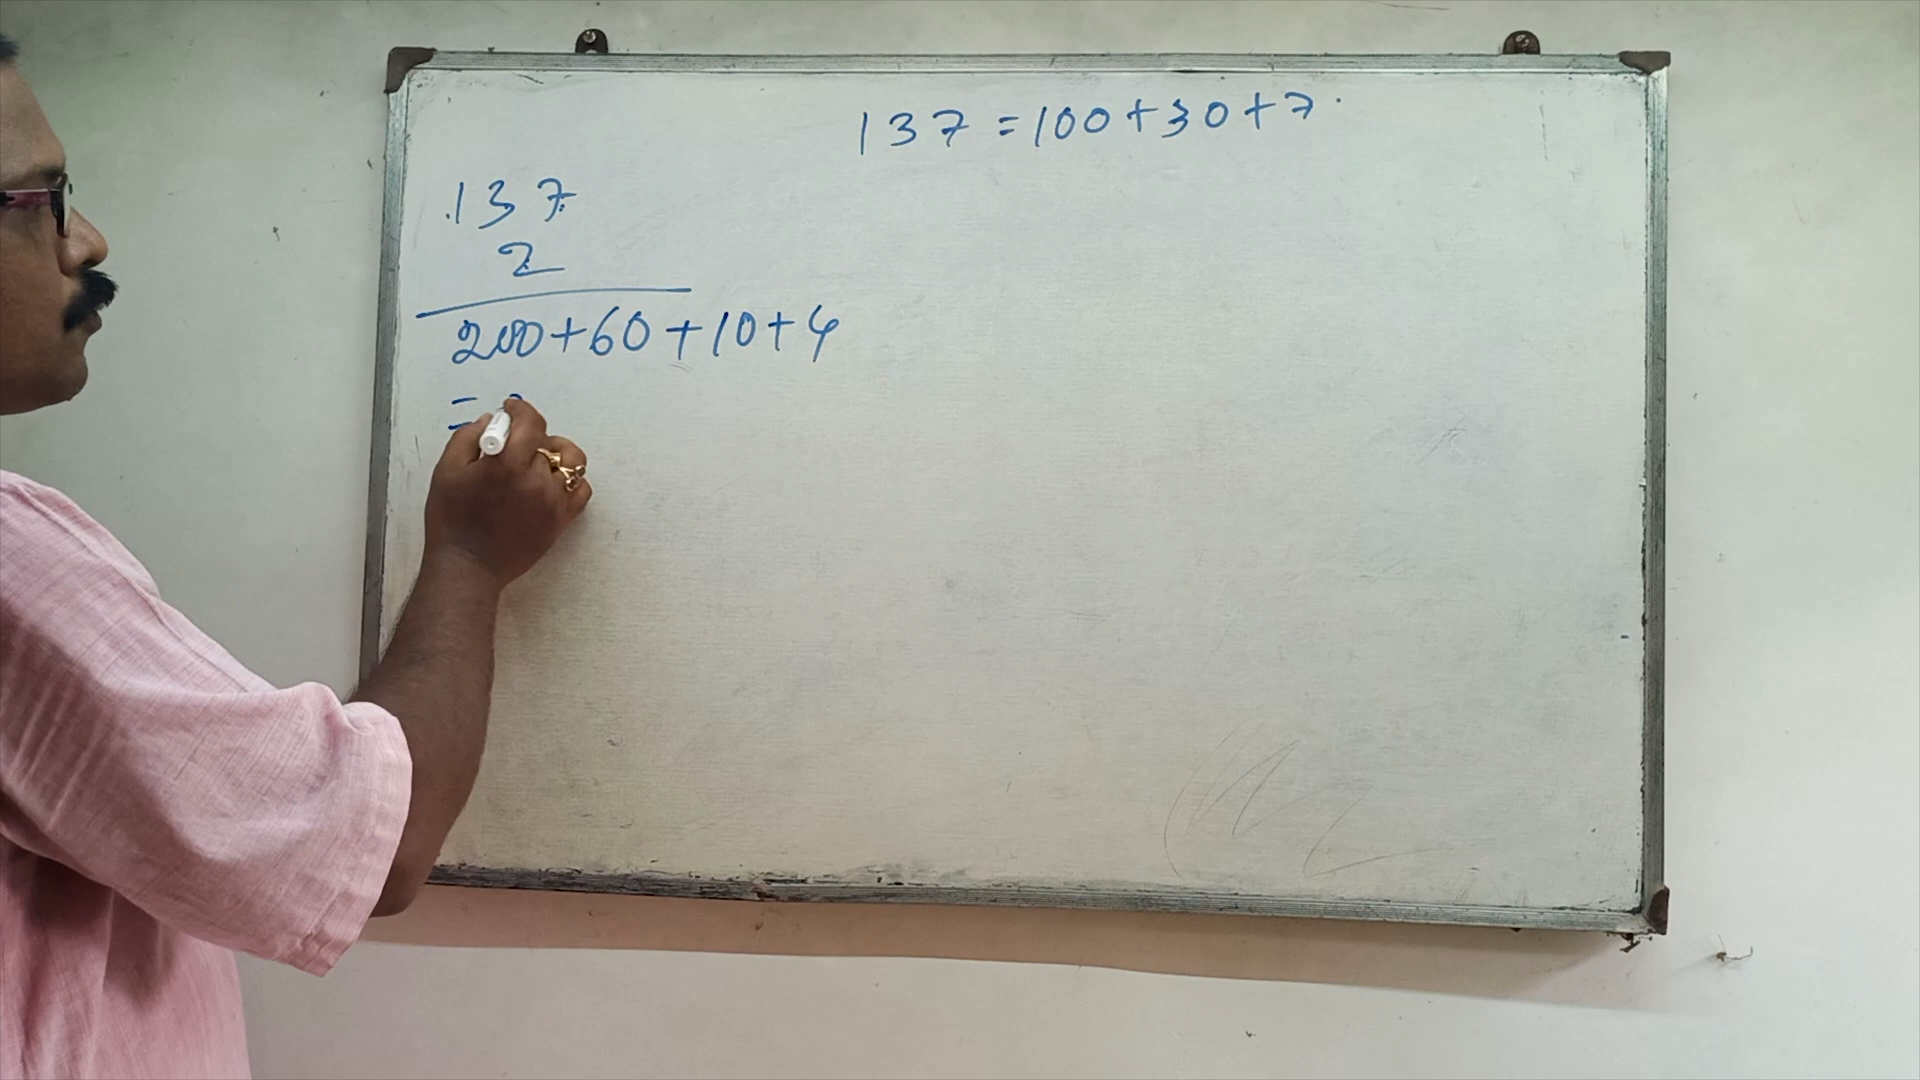 137 = 100 + 30 + 7
137
2
200 + 60 + 10 + 4
=